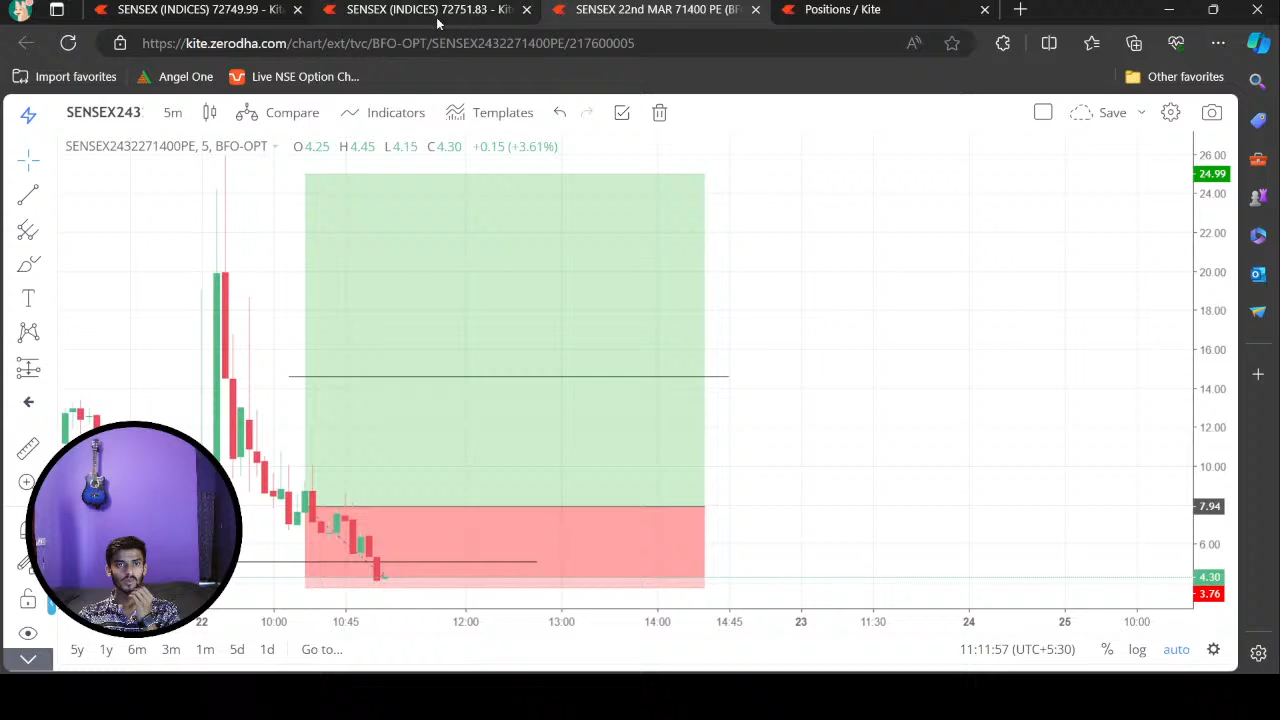 SENSEX (INDICES) 72749.99 - Kit
SENSEX (INDICES) 72751.83 - Kit
SENSEX 22nd MAR 71400 PE (BF
Positions / Kite
https://kite.zerodha.com/chart/ext/tvc/BFO-OPT/SENSEX2432271400PE/217600005
Import favorites
Angel One
Live NSE Option Ch...
Other favorites
SENSEX243
5m
Compare
Indicators
Templates
Save
SENSEX2432271400PE, 5, BFO-OPT
O 4.25 H 4.45 L 4.15 C 4.30 +0.15 (+3.61%)
26.00
24.99
24.00
22.00
20.00
18.00
16.00
14.00
12.00
10.00
7.94
6.00
4.30
3.76
22 10:00 10:45 12:00 13:00 14:00 14:45 23 11:30 24 25 10:00
5y 1y 6m 3m 1m 5d 1d Go to...
11:11:57 (UTC+5:30) % log auto